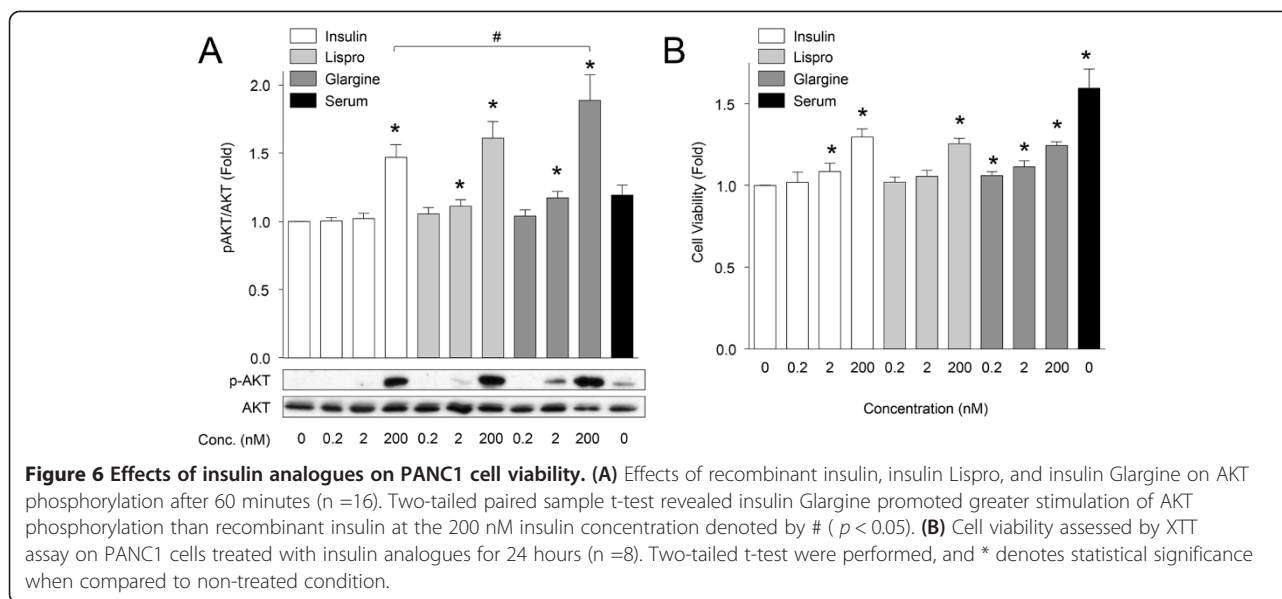 A
Insulin
Lispro
Glargine
Serum
#
* * * * *
pAKT/AKT (Fold)
2.0
1.5
1.0
0.5
0.0
p-AKT
AKT
Conc. (nM) 0 0.2 2 200 0.2 2 200 0.2 2 200 0
B
Insulin
Lispro
Glargine
Serum
* * * * * * *
Cell Viability (Fold)
1.5
1.0
0.5
0.0
0 0.2 2 200 0.2 2 200 0.2 2 200 0
Concentration (nM)
Figure 6 Effects of insulin analogues on PANC1 cell viability. (A) Effects of recombinant insulin, insulin Lispro, and insulin Glargine on AKT
phosphorylation after 60 minutes (n =16). Two-tailed paired sample t-test revealed insulin Glargine promoted greater stimulation of AKT
phosphorylation than recombinant insulin at the 200 nM insulin concentration denoted by # ( p < 0.05). (B) Cell viability assessed by XTT
assay on PANC1 cells treated with insulin analogues for 24 hours (n =8). Two-tailed t-test were performed, and * denotes statistical significance
when compared to non-treated condition.